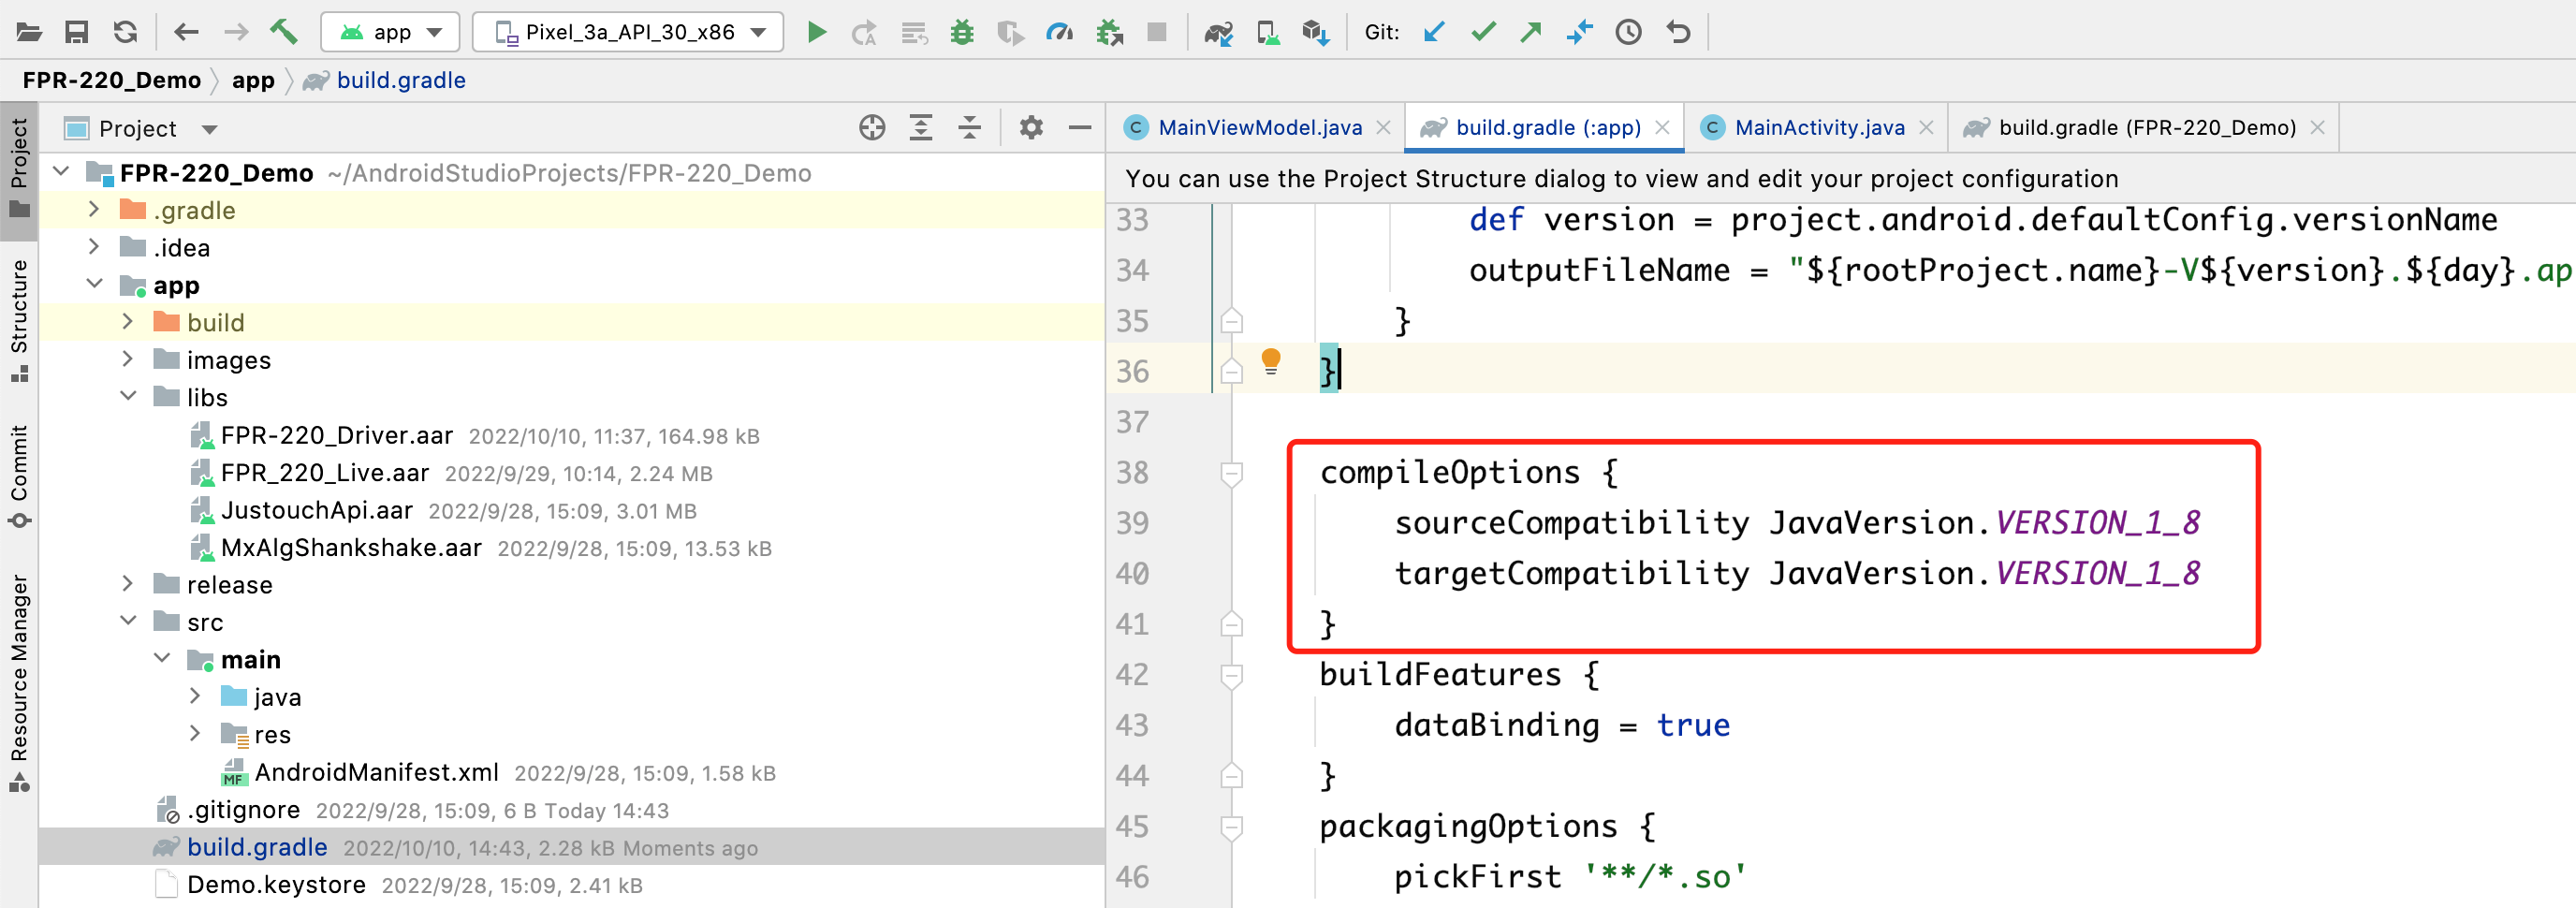 app Pixel_3a_API_30_x86 Git:
FPR-220_Demo app build.gradle
Project
MainViewModel.java build.gradle (:app) MainActivity.java build.gradle (FPR-220_Demo)
You can use the Project Structure dialog to view and edit your project configuration
Project
Structure
Commit
Resource Manager
FPR-220_Demo ~/AndroidStudioProjects/FPR-220_Demo
.gradle
.idea
app
build
images
libs
FPR-220_Driver.aar 2022/10/10, 11:37, 164.98 kB
FPR_220_Live.aar 2022/9/29, 10:14, 2.24 MB
JustouchApi.aar 2022/9/28, 15:09, 3.01 MB
MxAlgShankshake.aar 2022/9/28, 15:09, 13.53 kB
release
src
main
java
res
MF AndroidManifest.xml 2022/9/28, 15:09, 1.58 kB
.gitignore 2022/9/28, 15:09, 6 B Today 14:43
build.gradle 2022/10/10, 14:43, 2.28 kB Moments ago
Demo.keystore 2022/9/28, 15:09, 2.41 kB
33 def version = project.android.defaultConfig.versionName
34 outputFileName = "${rootProject.name}-V${version}.${day}.ap
35 }
36 }
37
38 compileOptions {
39 sourceCompatibility JavaVersion.VERSION_1_8
40 targetCompatibility JavaVersion.VERSION_1_8
41 }
42 buildFeatures {
43 dataBinding = true
44 }
45 packagingOptions {
46 pickFirst '**/*.so'